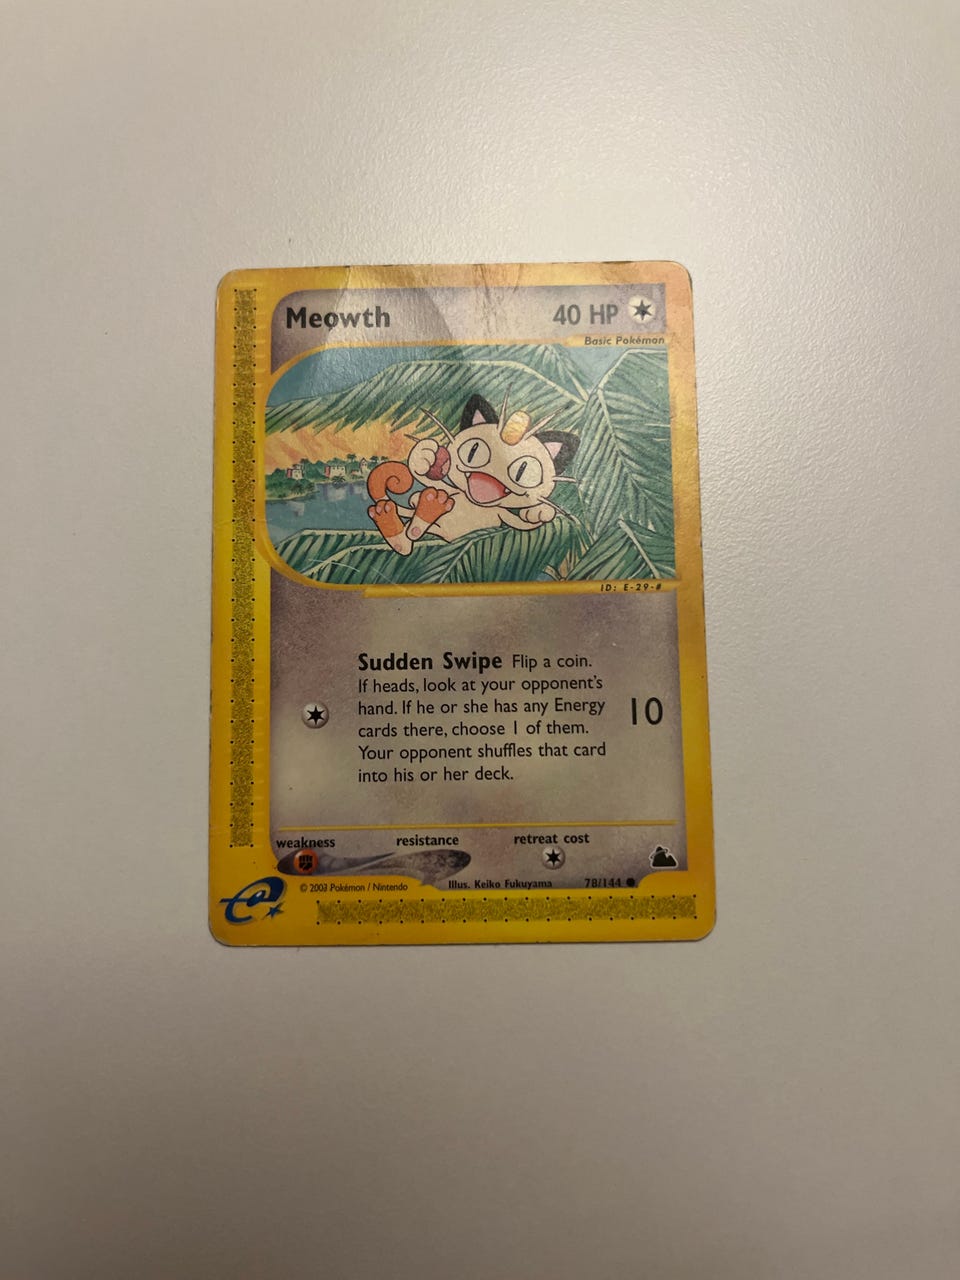 Meowth 40 HP
Basic Pokémon
ID: E-29-#
Sudden Swipe Flip a coin.
If heads, look at your opponent's
hand. If he or she has any Energy
cards there, choose 1 of them.
Your opponent shuffles that card
into his or her deck.
10
weakness resistance retreat cost
© 2003 Pokémon / Nintendo Illus. Keiko Fukuyama 78/144
e